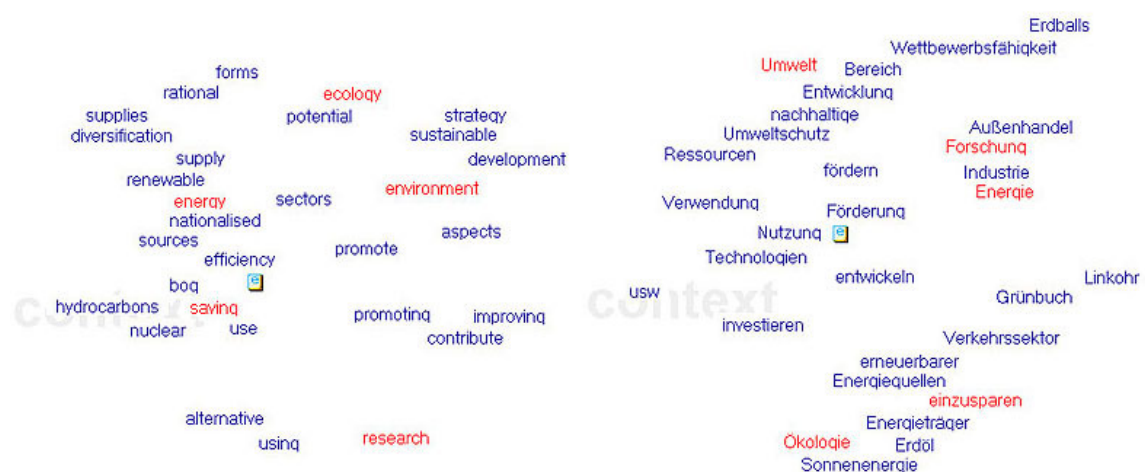 forms
rational
ecology
supplies
potential
strategy
diversification
sustainable
supply
development
renewable
environment
energy
sectors
nationalised
aspects
sources
promote
efficiency
bog
hydrocarbons
saving
promoting
improving
nuclear
use
contribute
context
alternative
using
research
Erdballs
Wettbewerbsfähigkeit
Umwelt
Bereich
Entwicklung
nachhaltige
Umweltschutz
Außenhandel
Ressourcen
Forschung
fördern
Industrie
Energie
Verwendung
Förderung
Nutzung
Technologien
entwickeln
Linkohr
usw
Grünbuch
context
investieren
Verkehrssektor
erneuerbarer
Energiequellen
einzusparen
Energieträger
Ökologie
Erdöl
Sonnenenergie